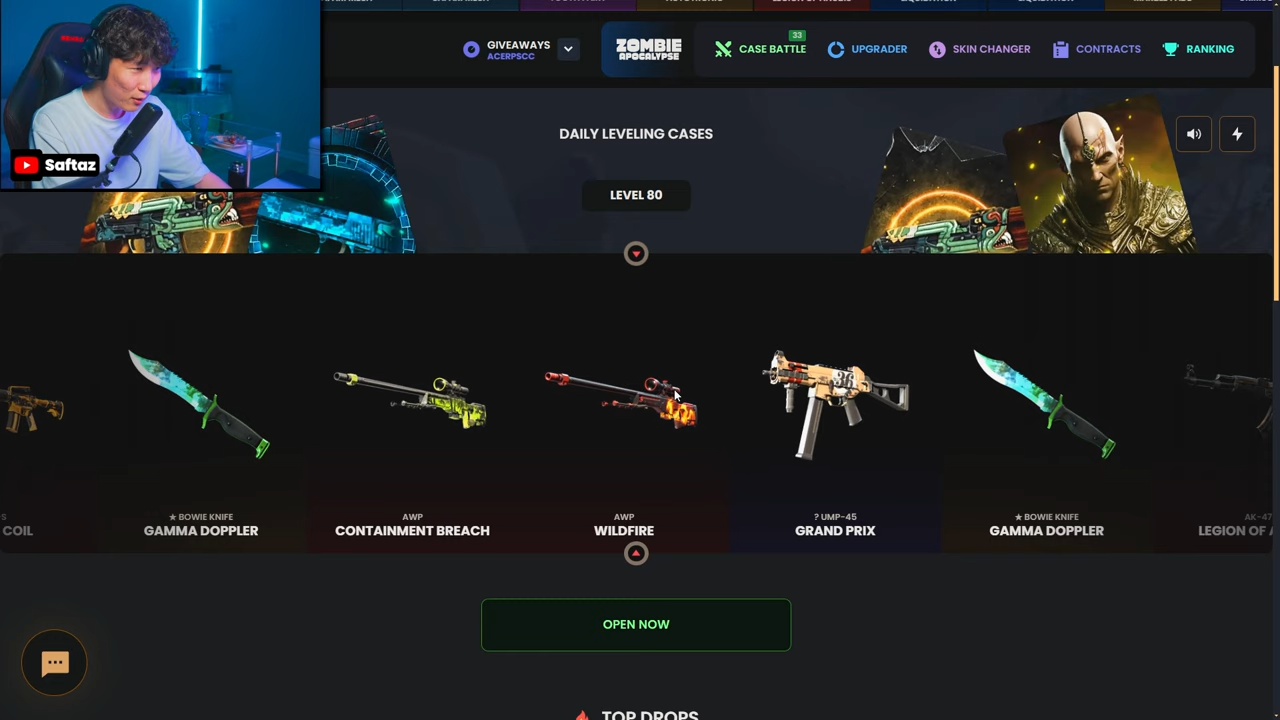 GIVEAWAYS
ACERPSCC
ZOMBIE
APOCALYPSE
33
CASE BATTLE
UPGRADER
SKIN CHANGER
CONTRACTS
RANKING
Saftaz
DAILY LEVELING CASES
LEVEL 80
COIL
★ BOWIE KNIFE
GAMMA DOPPLER
AWP
CONTAINMENT BREACH
AWP
WILDFIRE
? UMP-45
GRAND PRIX
★ BOWIE KNIFE
GAMMA DOPPLER
AK-47
LEGION OF
OPEN NOW
TOP DROPS